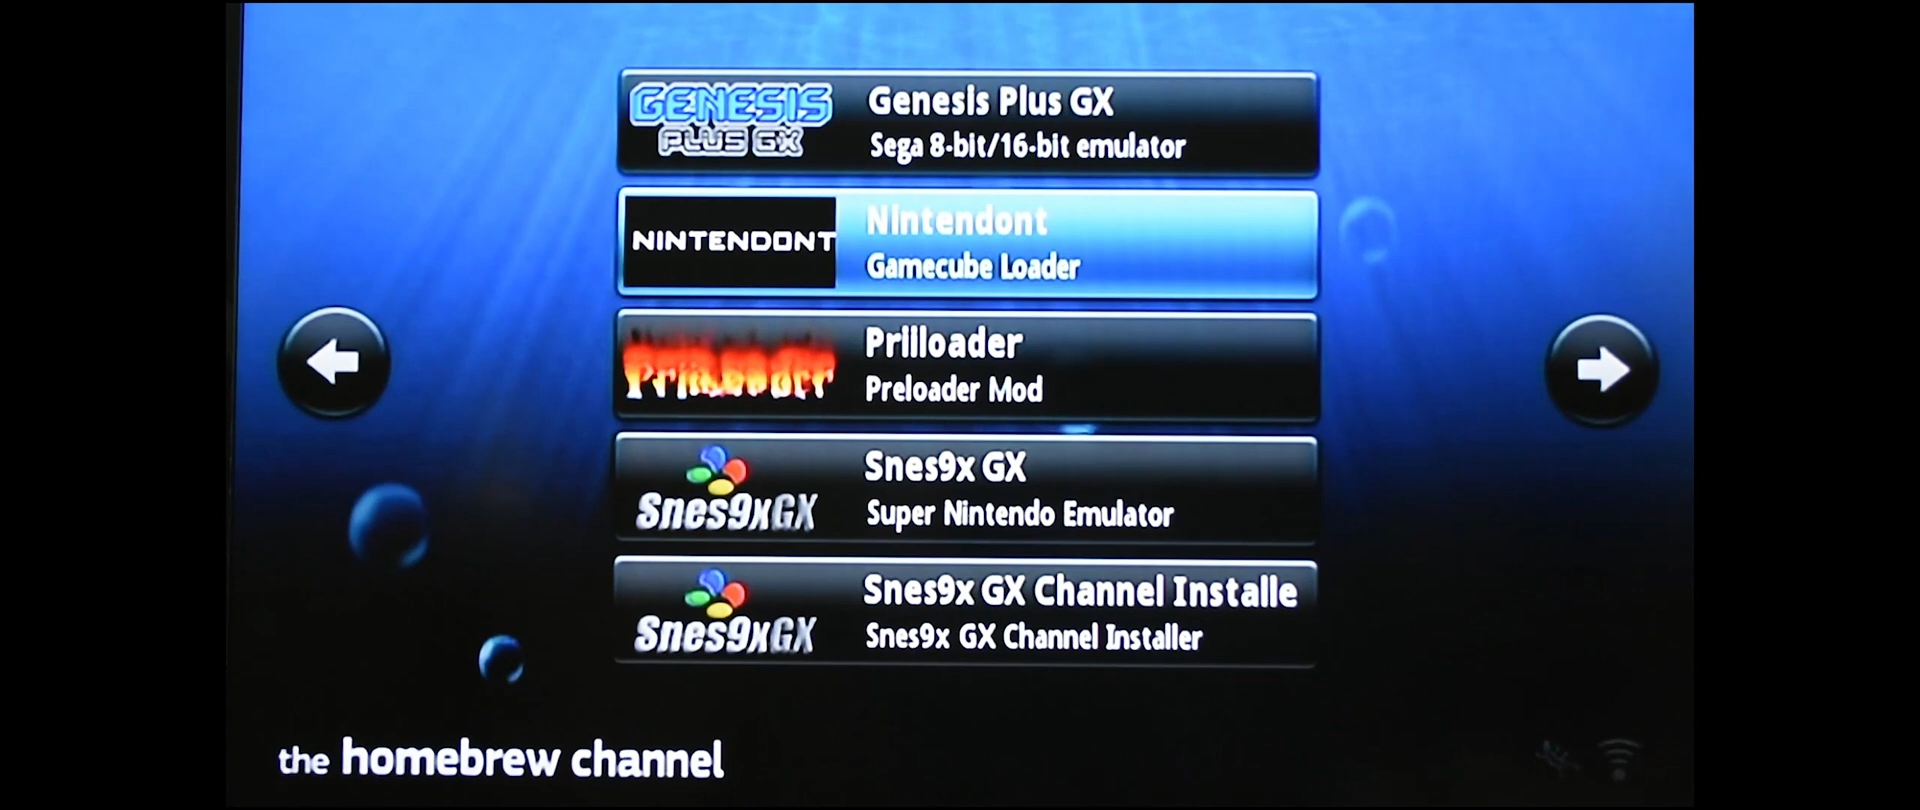 GENESIS
PLUS GX
Genesis Plus GX
Sega 8-bit/16-bit emulator
NINTENDONT
Nintendont
Gamecube Loader
Priiloader
Priiloader
Preloader Mod
Snes9xGX
Snes9x GX
Super Nintendo Emulator
Snes9xGX
Snes9x GX Channel Installe
Snes9x GX Channel Installer
the homebrew channel